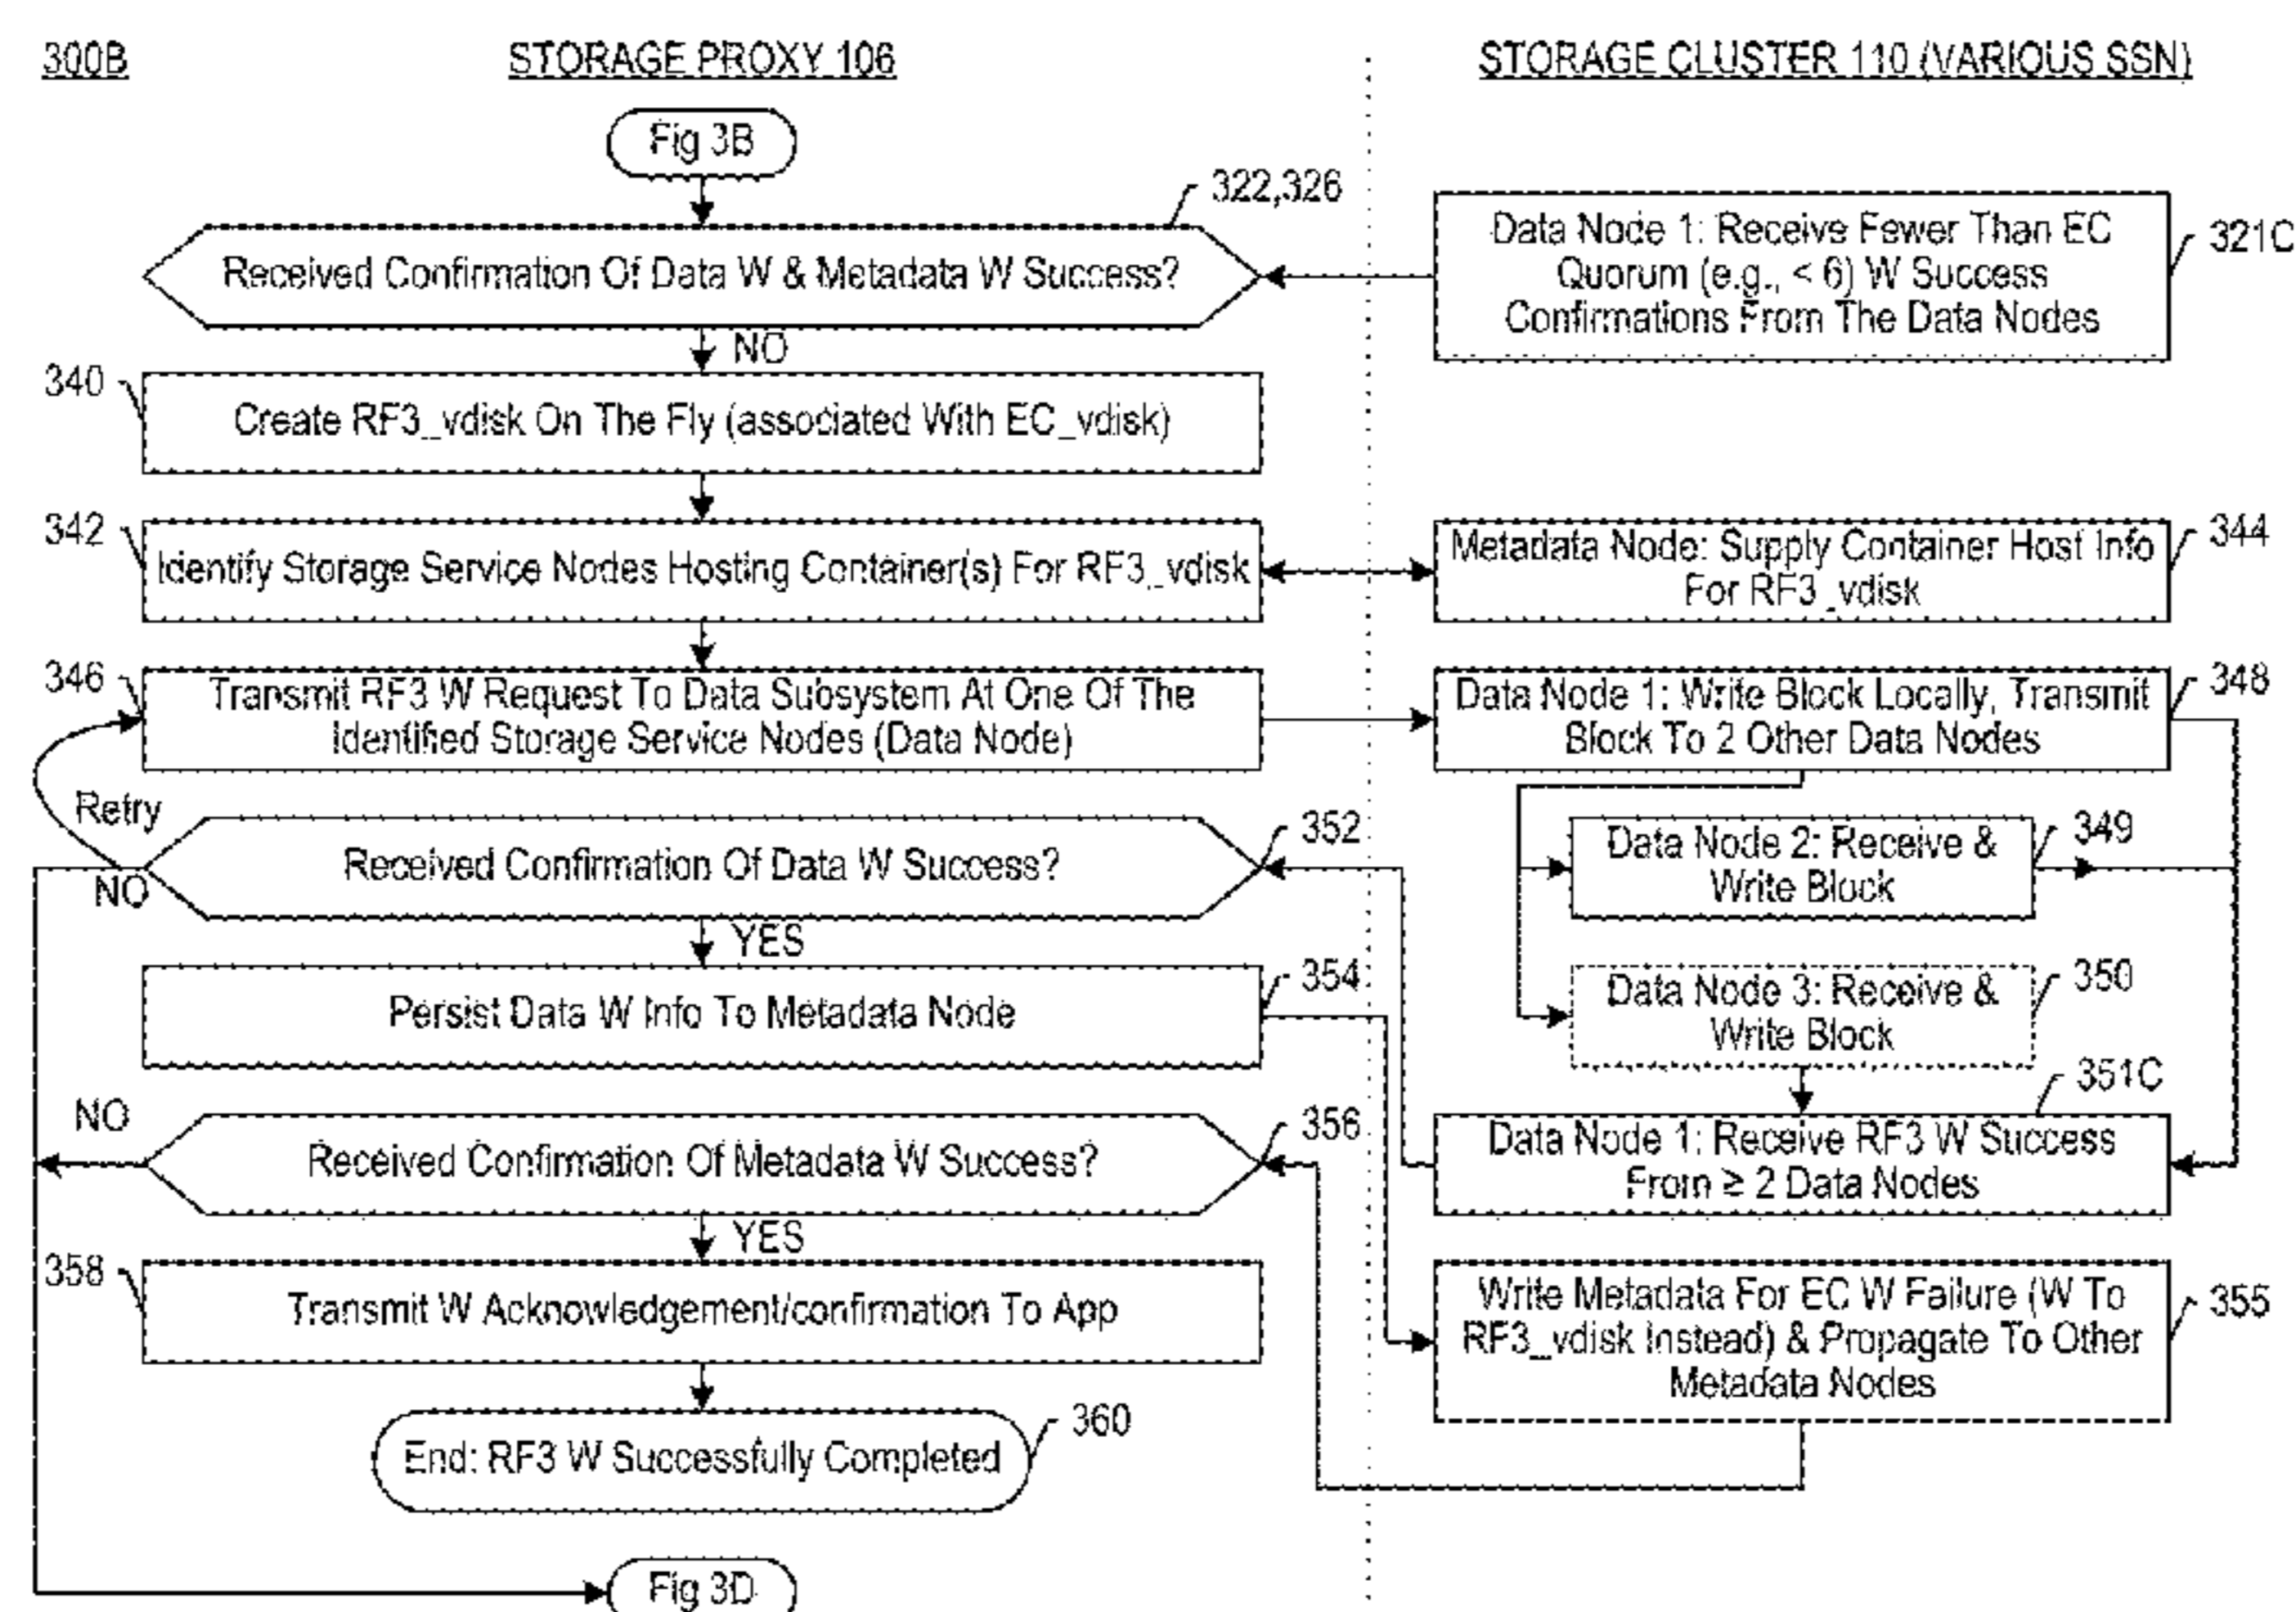 300B
STORAGE PROXY 106
STORAGE CLUSTER 110 (VARIOUS SSN)
Fig 3B
322,326
Received Confirmation Of Data W & Metadata W Success?
Data Node 1: Receive Fewer Than EC
Quorum (e.g., < 6) W Success
Confirmations From The Data Nodes
321C
NO
340
Create RF3_vdisk On The Fly (associated With EC_vdisk)
342
Identify Storage Service Nodes Hosting Container(s) For RF3_vdisk
Metadata Node: Supply Container Host Info
For RF3_vdisk
344
346
Transmit RF3 W Request To Data Subsystem At One Of The
Identified Storage Service Nodes (Data Node)
Data Node 1: Write Block Locally, Transmit
Block To 2 Other Data Nodes
348
Retry
352
Received Confirmation Of Data W Success?
NO
Data Node 2: Receive &
Write Block
349
YES
354
Persist Data W Info To Metadata Node
Data Node 3: Receive &
Write Block
350
351C
NO
356
Received Confirmation Of Metadata W Success?
Data Node 1: Receive RF3 W Success
From ≥ 2 Data Nodes
YES
358
Transmit W Acknowledgement/confirmation To App
Write Metadata For EC W Failure (W To
RF3_vdisk Instead) & Propagate To Other
Metadata Nodes
355
360
End: RF3 W Successfully Completed
Fig 3D